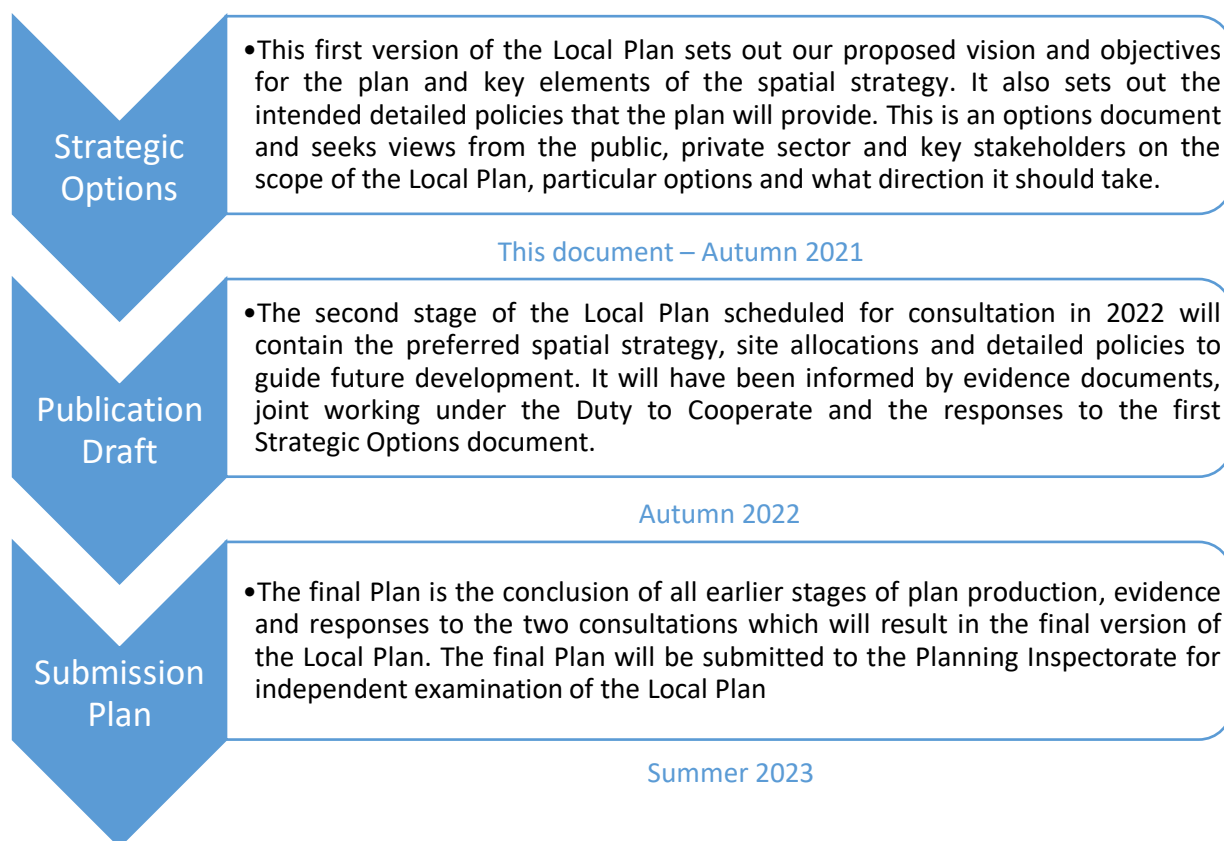 Strategic
Options
•This first version of the Local Plan sets out our proposed vision and objectives
for the plan and key elements of the spatial strategy. It also sets out the
intended detailed policies that the plan will provide. This is an options document
and seeks views from the public, private sector and key stakeholders on the
scope of the Local Plan, particular options and what direction it should take.
This document – Autumn 2021
Publication
Draft
•The second stage of the Local Plan scheduled for consultation in 2022 will
contain the preferred spatial strategy, site allocations and detailed policies to
guide future development. It will have been informed by evidence documents,
joint working under the Duty to Cooperate and the responses to the first
Strategic Options document.
Autumn 2022
Submission
Plan
•The final Plan is the conclusion of all earlier stages of plan production, evidence
and responses to the two consultations which will result in the final version of
the Local Plan. The final Plan will be submitted to the Planning Inspectorate for
independent examination of the Local Plan
Summer 2023